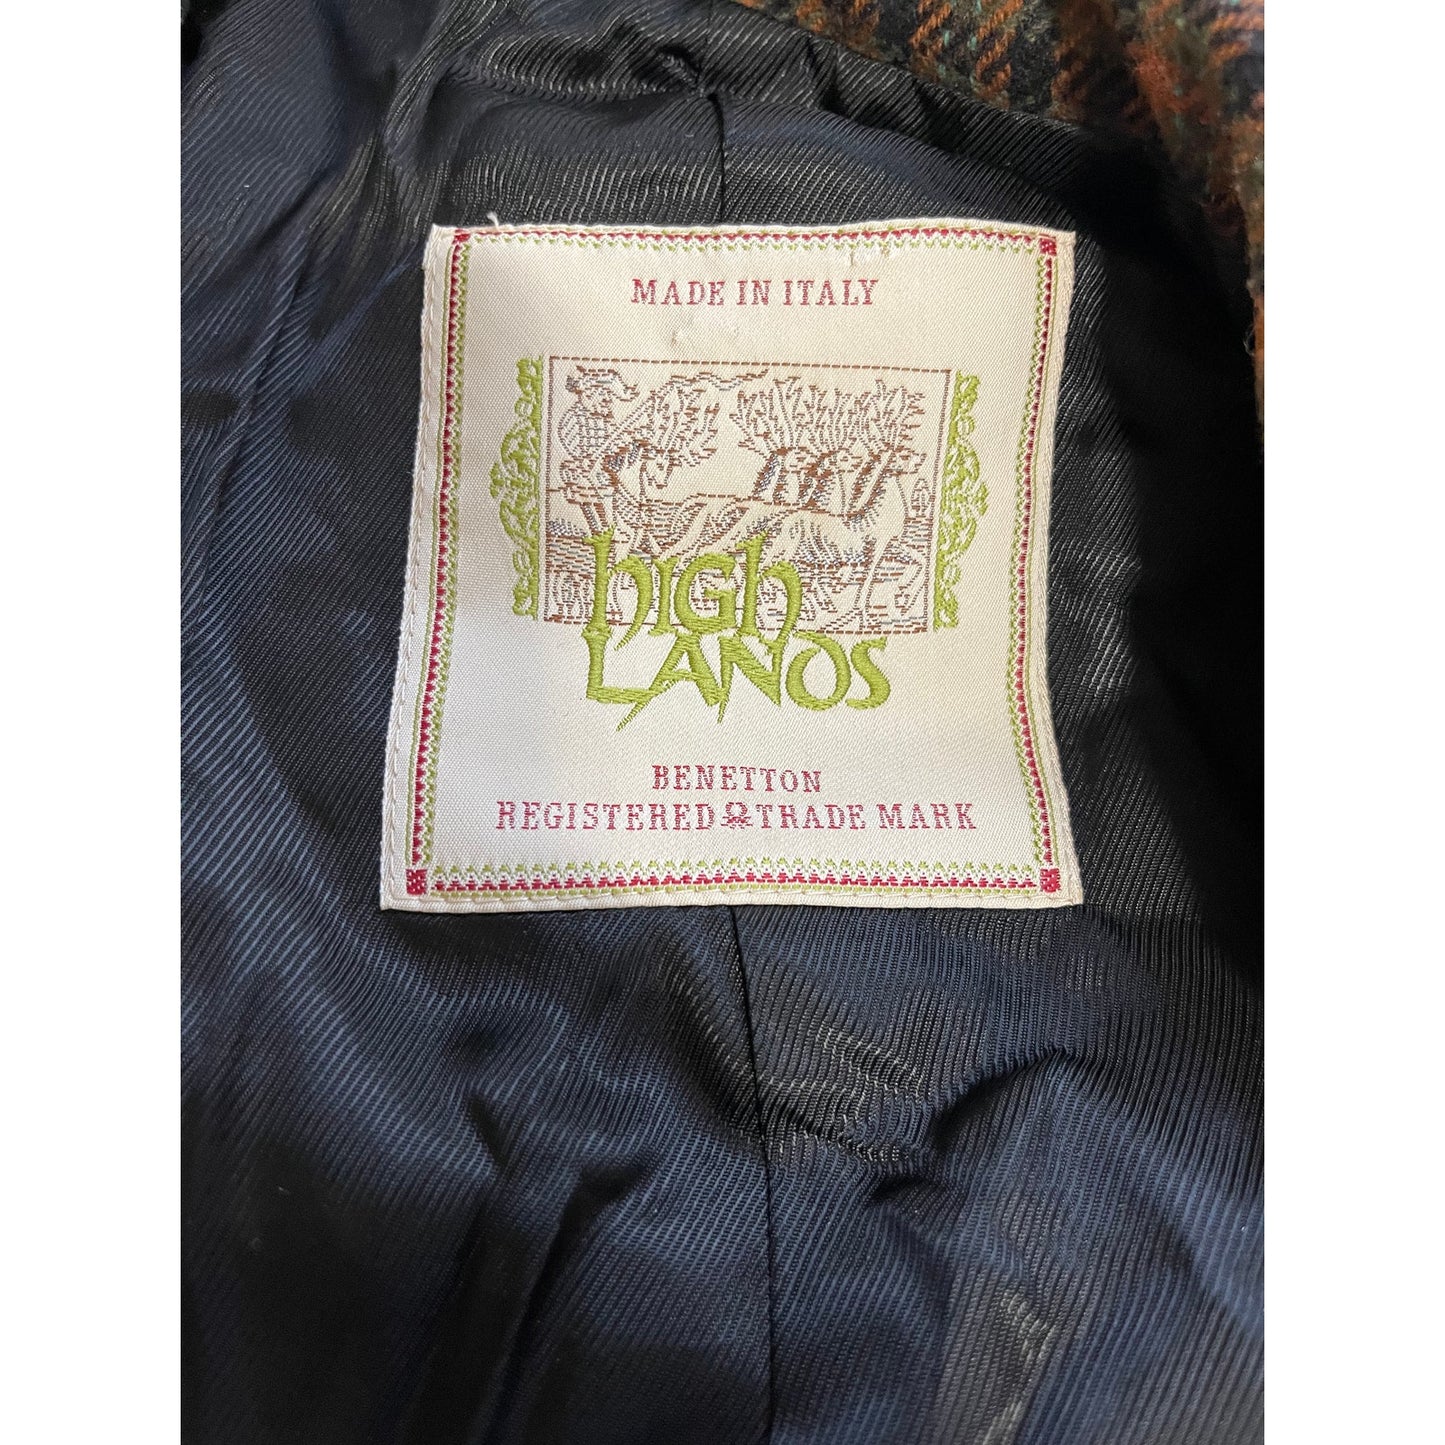 MADE IN ITALY
hIGh
LANDS
BENETTON
REGISTERED TRADE MARK